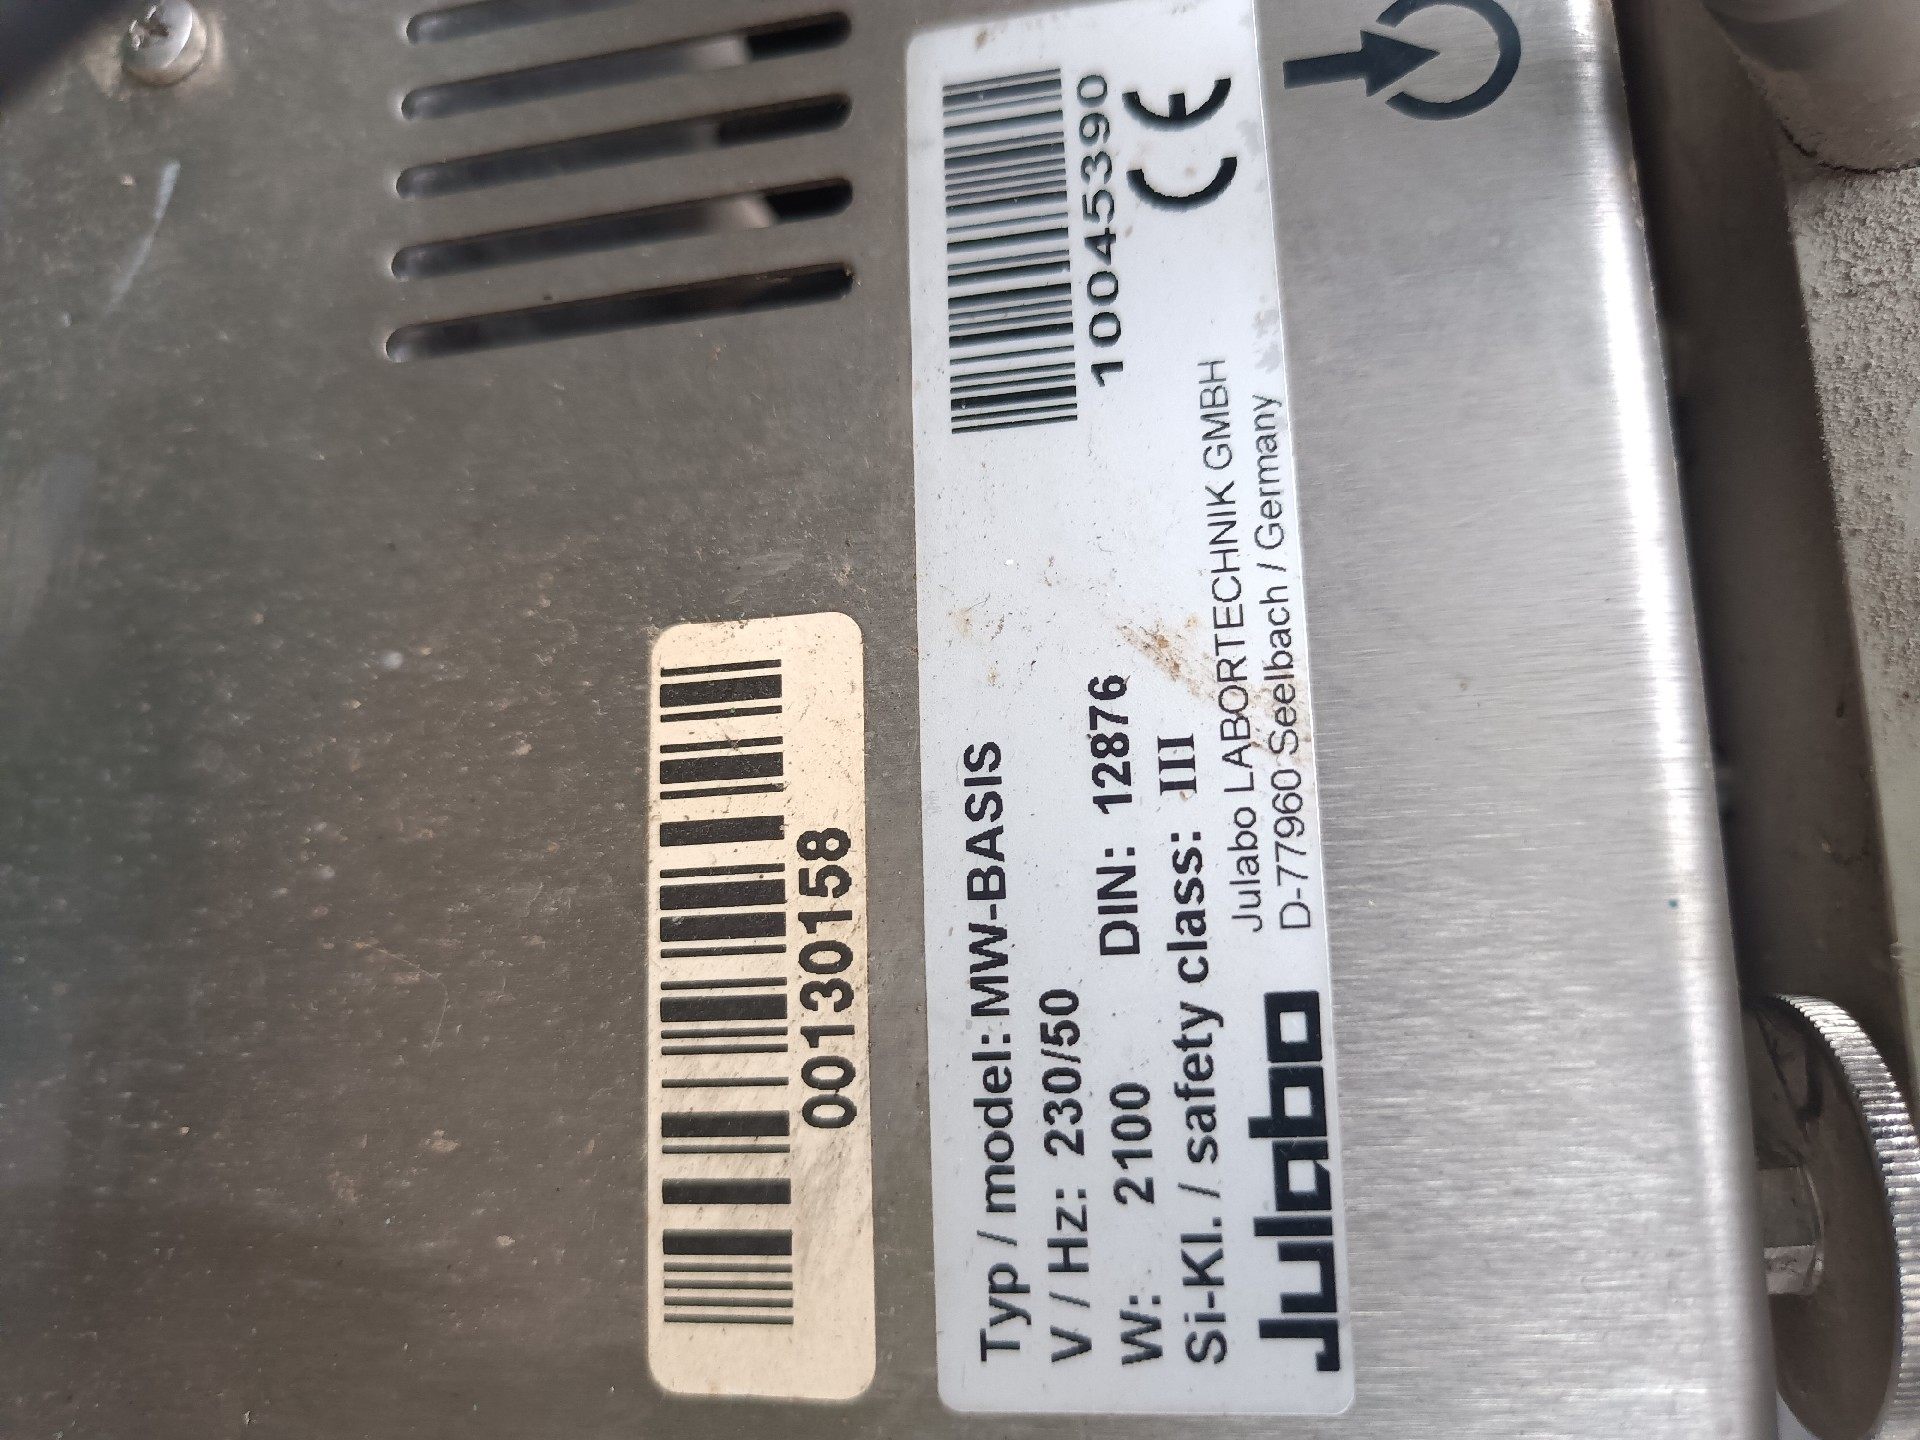 00130158
Typ / model: MW-BASIS
V / Hz: 230/50
W: 2100 DIN: 12876
Si-Kl. / safety class: III
Julabo LABORTECHNIK GMBH
D-77960 Seelbach / Germany
Julabo
10045390
CE